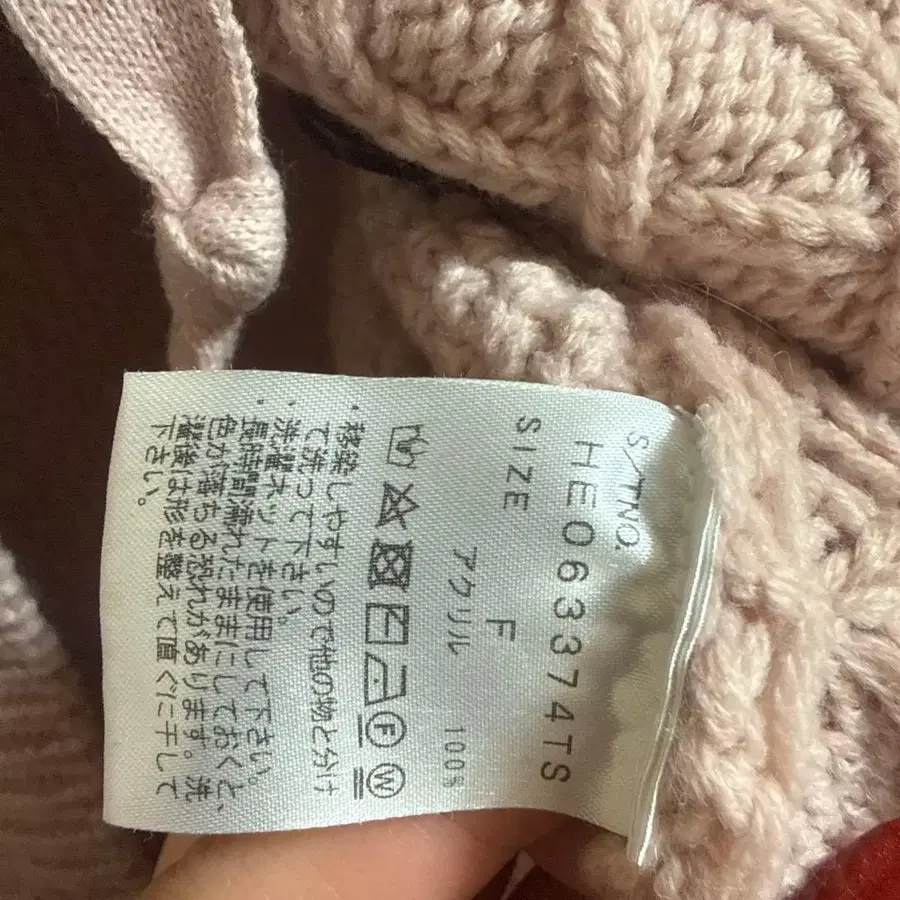 S/TNO.
HE063374TS
SIZE F
アクリル 100%
F W
・移染しやすいので他の物と分け
て洗って下さい。
・洗濯ネットを使用して下さい。
・長時間濡れたままにしておくと、
色が落ちる恐れがあります。洗
濯後は形を整えて直ぐに干して
下さい。